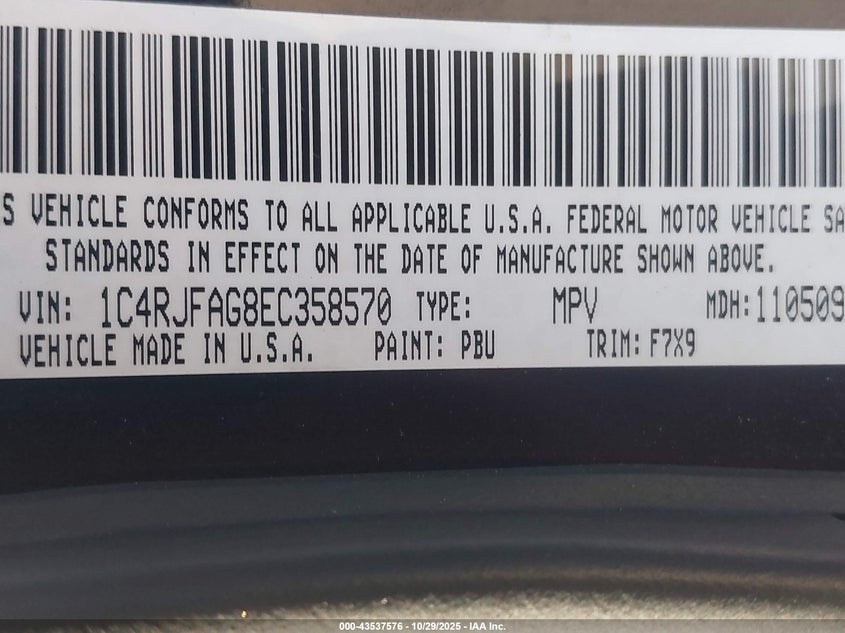 S VEHICLE CONFORMS TO ALL APPLICABLE U.S.A. FEDERAL MOTOR VEHICLE SA
STANDARDS IN EFFECT ON THE DATE OF MANUFACTURE SHOWN ABOVE.
VIN: 1C4RJFAG8EC358570 TYPE: MPV MDH:110509
VEHICLE MADE IN U.S.A. PAINT: PBU TRIM: F7X9
000-43537576 - 10/29/2025 - IAA Inc.